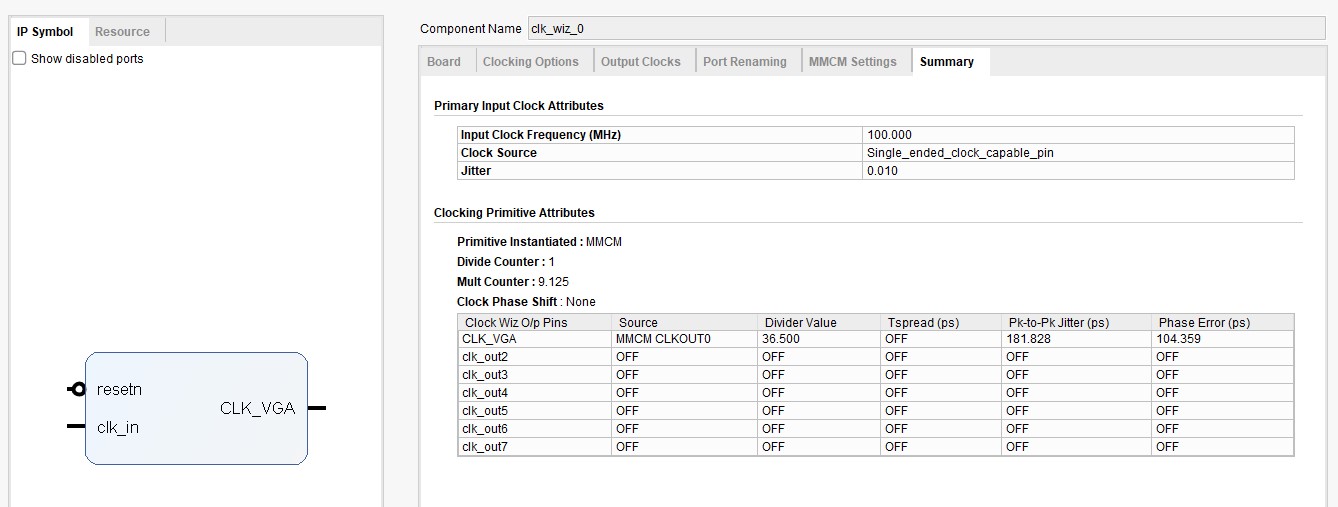 IP Symbol Resource
Show disabled ports
resetn
clk_in
CLK_VGA
Component Name clk_wiz_0
Board Clocking Options Output Clocks Port Renaming MMCM Settings Summary
Primary Input Clock Attributes
Input Clock Frequency (MHz) 100.000
Clock Source Single_ended_clock_capable_pin
Jitter 0.010
Clocking Primitive Attributes
Primitive Instantiated : MMCM
Divide Counter : 1
Mult Counter : 9.125
Clock Phase Shift : None
Clock Wiz O/p Pins Source Divider Value Tspread (ps) Pk-to-Pk Jitter (ps) Phase Error (ps)
CLK_VGA MMCM CLKOUT0 36.500 OFF 181.828 104.359
clk_out2 OFF OFF OFF OFF OFF
clk_out3 OFF OFF OFF OFF OFF
clk_out4 OFF OFF OFF OFF OFF
clk_out5 OFF OFF OFF OFF OFF
clk_out6 OFF OFF OFF OFF OFF
clk_out7 OFF OFF OFF OFF OFF